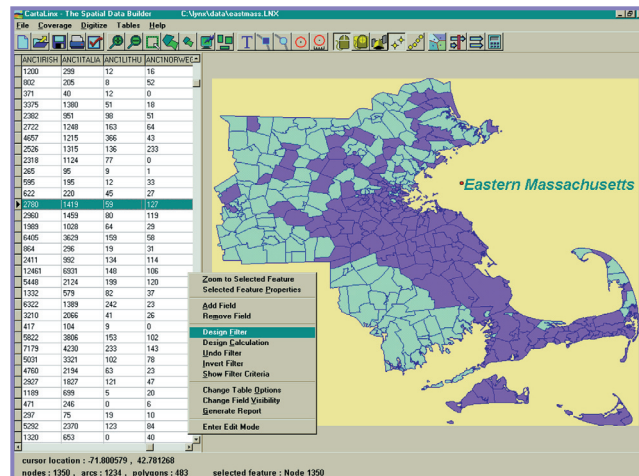 CartaLinx - The Spatial Data Builder C:\lynx\data\eastmass.LNX
File Coverage Digitize Tables Help
ANC1IRISH ANC1ITALIA ANC1LITHU ANC1NORWEG
1200 299 12 16
802 205 8 52
371 40 12 0
3375 1380 51 18
2382 951 98 51
2722 1248 163 64
4657 1215 366 43
2526 1315 136 233
2318 1124 77 0
265 95 9 1
595 195 12 33
622 220 45 27
2780 1419 59 127
2960 1459 80 119
1989 1028 64 29
6405 3629 159 58
864 296 19 31
2411 992 134 114
12461 6931 148 106
5448 2124 199 120
1332 579 82 37
6322 1389 242 23
3210 2066 41 26
417 104 9 0
5822 3806 153 102
7179 4230 233 143
5031 3321 102 78
4760 2194 63 23
2927 1827 121 47
1189 699 5 20
471 246 0 6
297 75 19 10
5292 2370 123 84
1320 653 0 40
Eastern Massachusetts
Zoom to Selected Feature
Selected Feature Properties
Add Field
Remove Field
Design Filter
Design Calculation
Undo Filter
Invert Filter
Show Filter Criteria
Change Table Options
Change Field Visibility
Generate Report
Enter Edit Mode
cursor location : -71.800579 , 42.781268
nodes : 1350 , arcs : 1234 , polygons : 483 selected feature : Node 1350